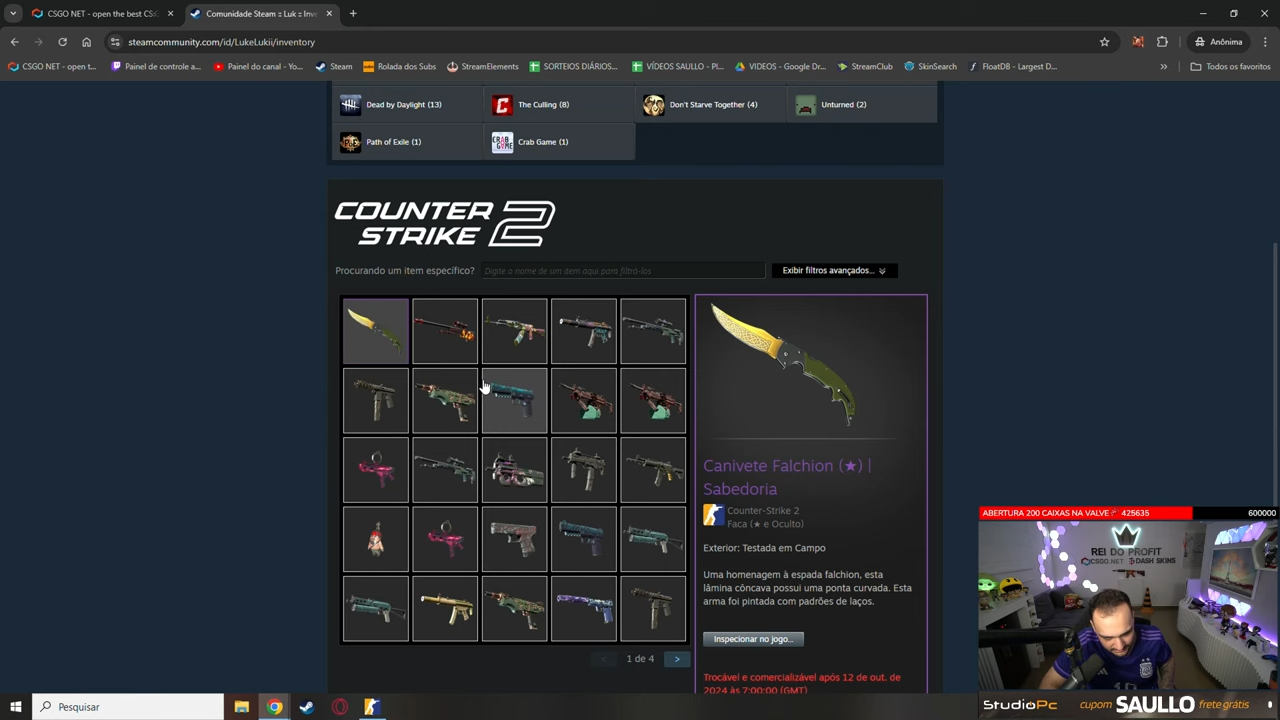 CSGO NET - open the best CS:
Comunidade Steam :: Luk :: Inv
steamcommunity.com/id/LukeLukii/inventory
Anônima
CSGO NET - open t...
Painel de controle a...
Painel do canal - Yo...
Steam
Rolada dos Subs
StreamElements
SORTEIOS DIÁRIOS...
VÍDEOS SAULLO - Pl...
VIDEOS - Google Dr...
StreamClub
SkinSearch
FloatDB - Largest D...
Todos os favoritos
Dead by Daylight (13)
The Culling (8)
Don't Starve Together (4)
Unturned (2)
Path of Exile (1)
Crab Game (1)
COUNTER
STRIKE 2
Procurando um item específico?
Digite o nome de um item aqui para filtrá-los
Exibir filtros avançados...
Canivete Falchion (★) |
Sabedoria
Counter-Strike 2
Faca (★ e Oculto)
Exterior: Testada em Campo
Uma homenagem à espada falchion, esta
lâmina côncava possui uma ponta curvada. Esta
arma foi pintada com padrões de laços.
Inspecionar no jogo...
< 1 de 4 >
Trocável e comercializável após 12 de out. de
2024 às 7:00:00 (GMT)
ABERTURA 200 CAIXAS NA VALVE 425635
600000
REI DO PROFIT
CSGO.NET DASH SKINS
StudioPc
cupom SAULLO frete grátis
Pesquisar